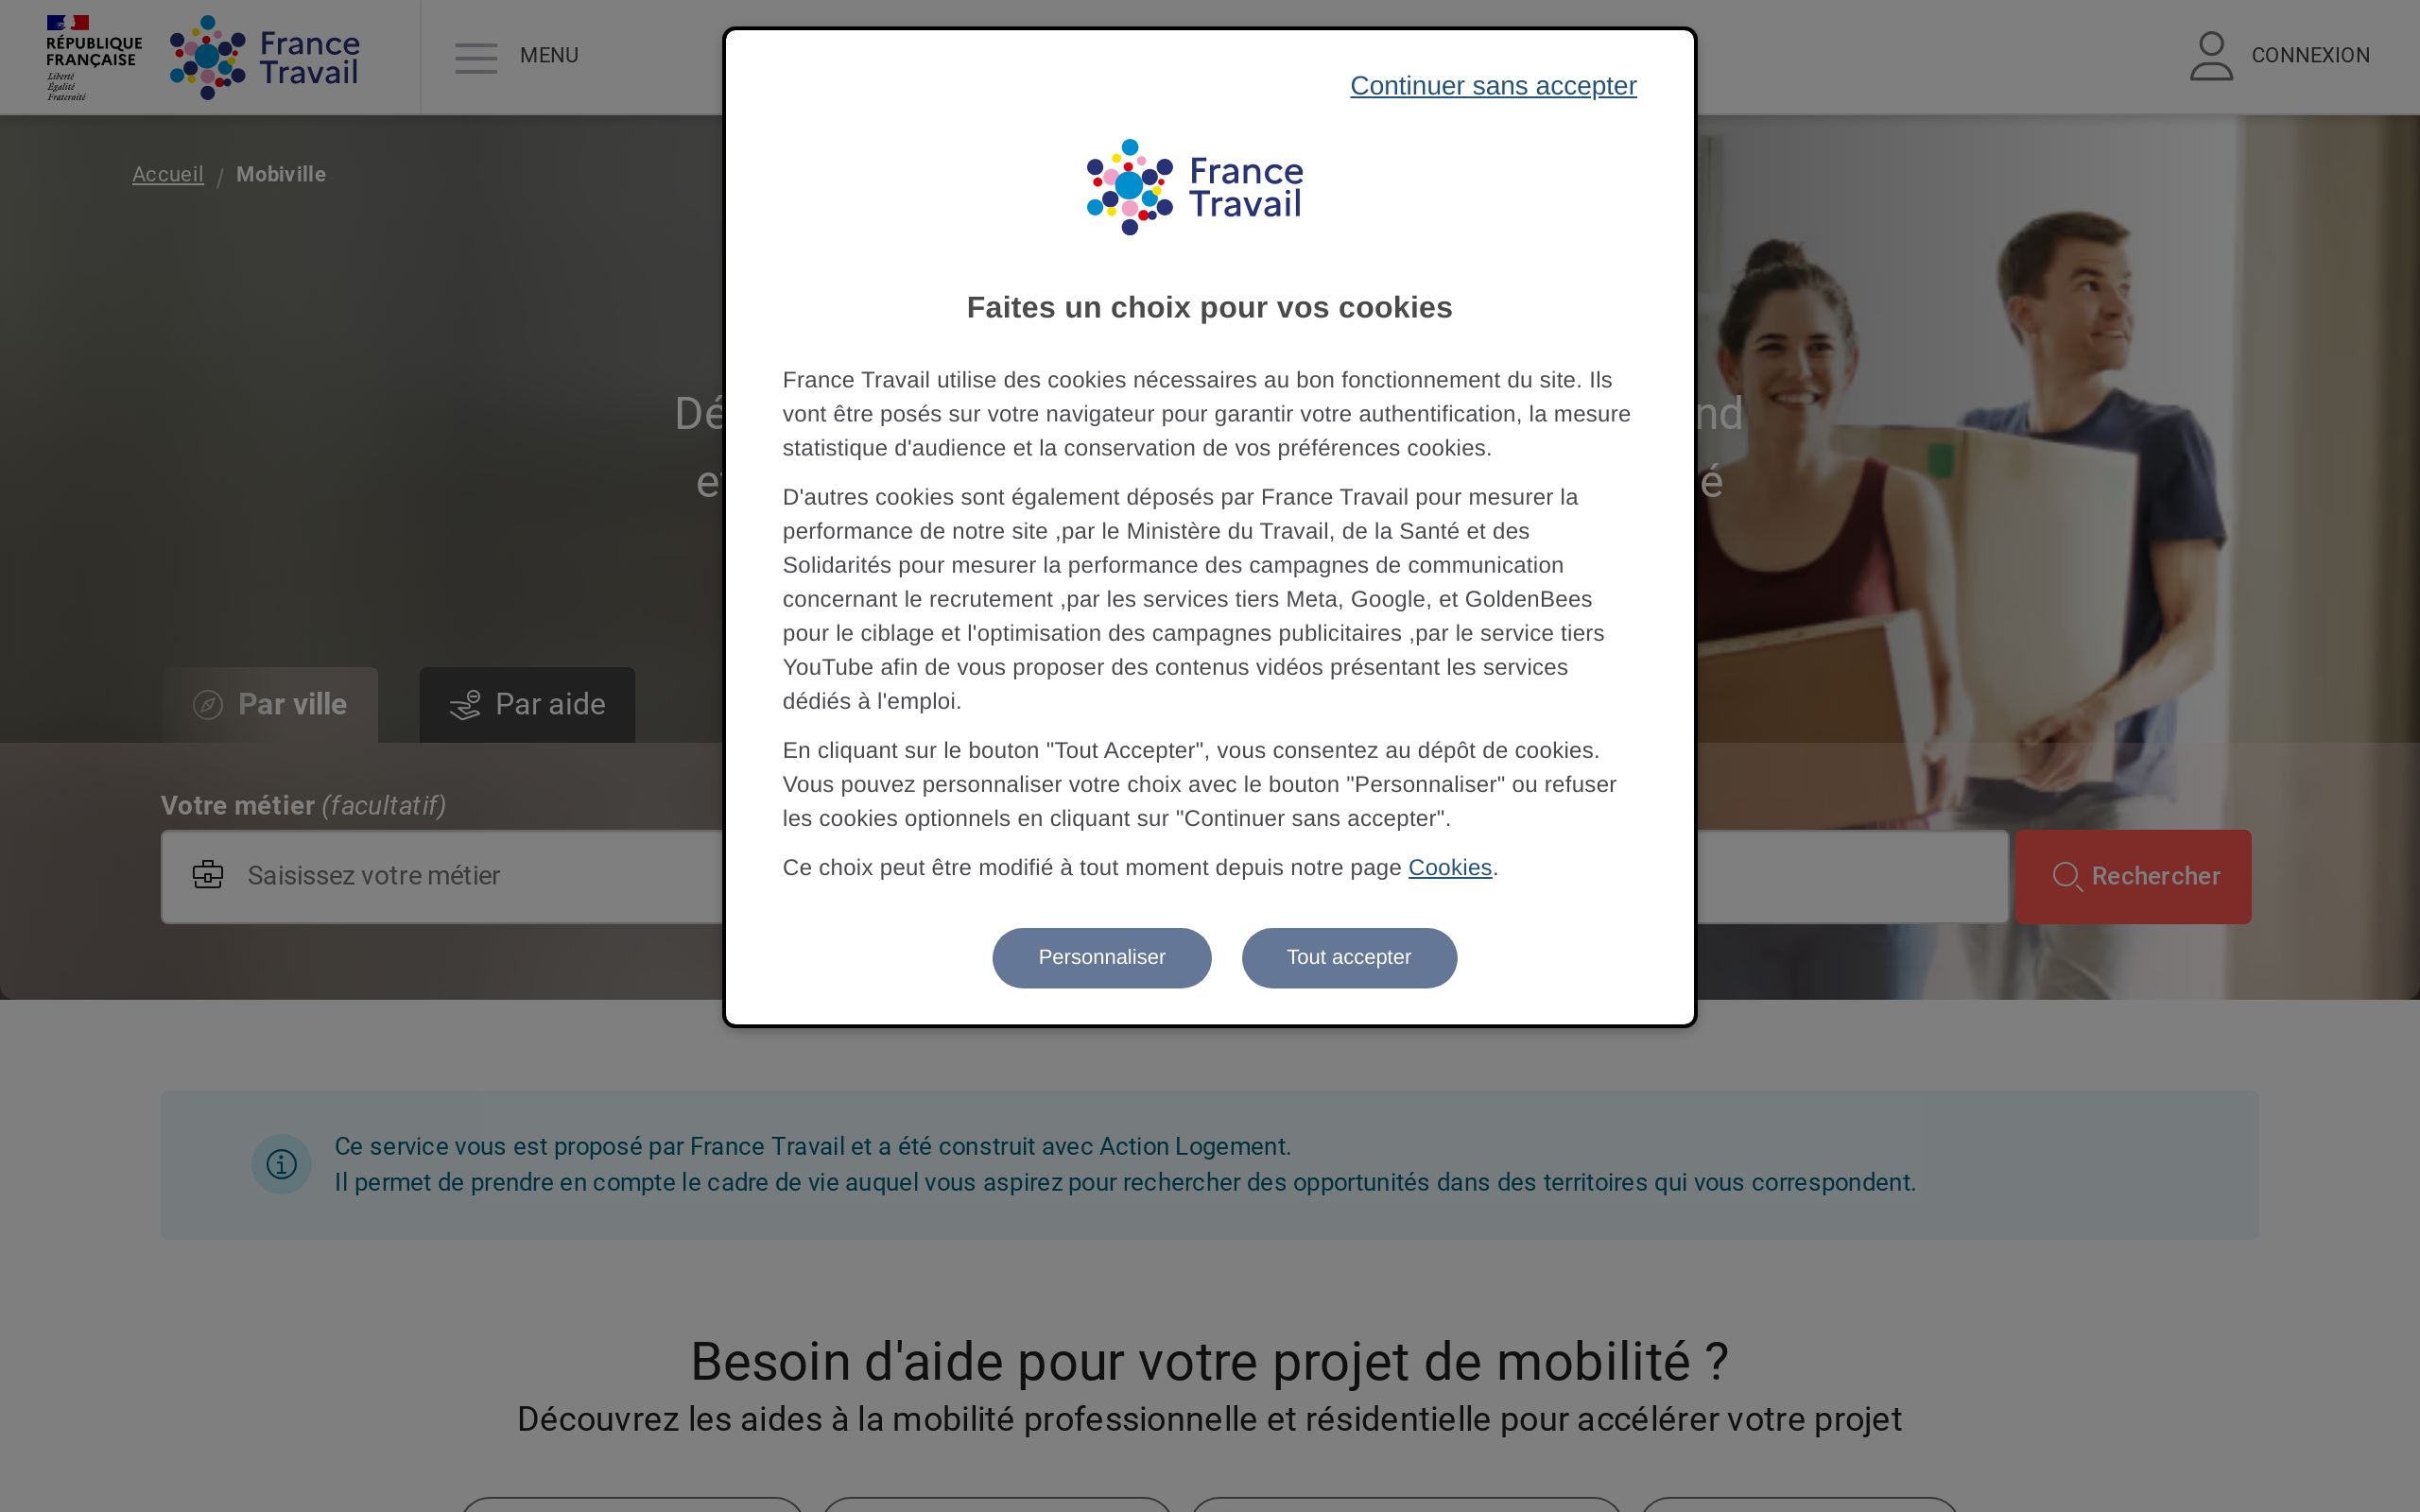 RÉPUBLIQUE
FRANÇAISE
Liberté
Égalité
Fraternité
France
Travail
MENU
CONNEXION
Accueil / Mobiville
Continuer sans accepter
France
Travail
Faites un choix pour vos cookies
France Travail utilise des cookies nécessaires au bon fonctionnement du site. Ils
vont être posés sur votre navigateur pour garantir votre authentification, la mesure
statistique d'audience et la conservation de vos préférences cookies.
D'autres cookies sont également déposés par France Travail pour mesurer la
performance de notre site ,par le Ministère du Travail, de la Santé et des
Solidarités pour mesurer la performance des campagnes de communication
concernant le recrutement ,par les services tiers Meta, Google, et GoldenBees
pour le ciblage et l'optimisation des campagnes publicitaires ,par le service tiers
YouTube afin de vous proposer des contenus vidéos présentant les services
dédiés à l'emploi.
En cliquant sur le bouton "Tout Accepter", vous consentez au dépôt de cookies.
Vous pouvez personnaliser votre choix avec le bouton "Personnaliser" ou refuser
les cookies optionnels en cliquant sur "Continuer sans accepter".
Ce choix peut être modifié à tout moment depuis notre page Cookies.
Personnaliser
Tout accepter
Par ville
Par aide
Votre métier (facultatif)
Saisissez votre métier
Rechercher
Ce service vous est proposé par France Travail et a été construit avec Action Logement.
Il permet de prendre en compte le cadre de vie auquel vous aspirez pour rechercher des opportunités dans des territoires qui vous correspondent.
Besoin d'aide pour votre projet de mobilité ?
Découvrez les aides à la mobilité professionnelle et résidentielle pour accélérer votre projet